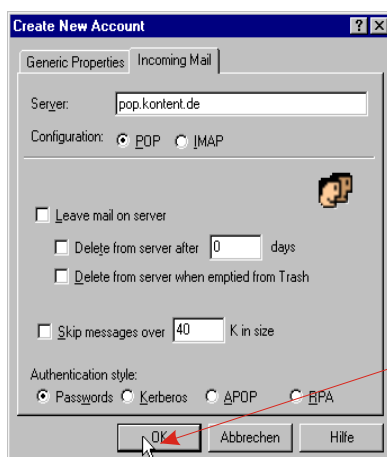 Create New Account
Generic Properties Incoming Mail
Server: pop.kontent.de
Configuration: POP IMAP
Leave mail on server
Delete from server after 0 days
Delete from server when emptied from Trash
Skip messages over 40 K in size
Authentication style:
Passwords Kerberos APOP RPA
OK Abbrechen Hilfe